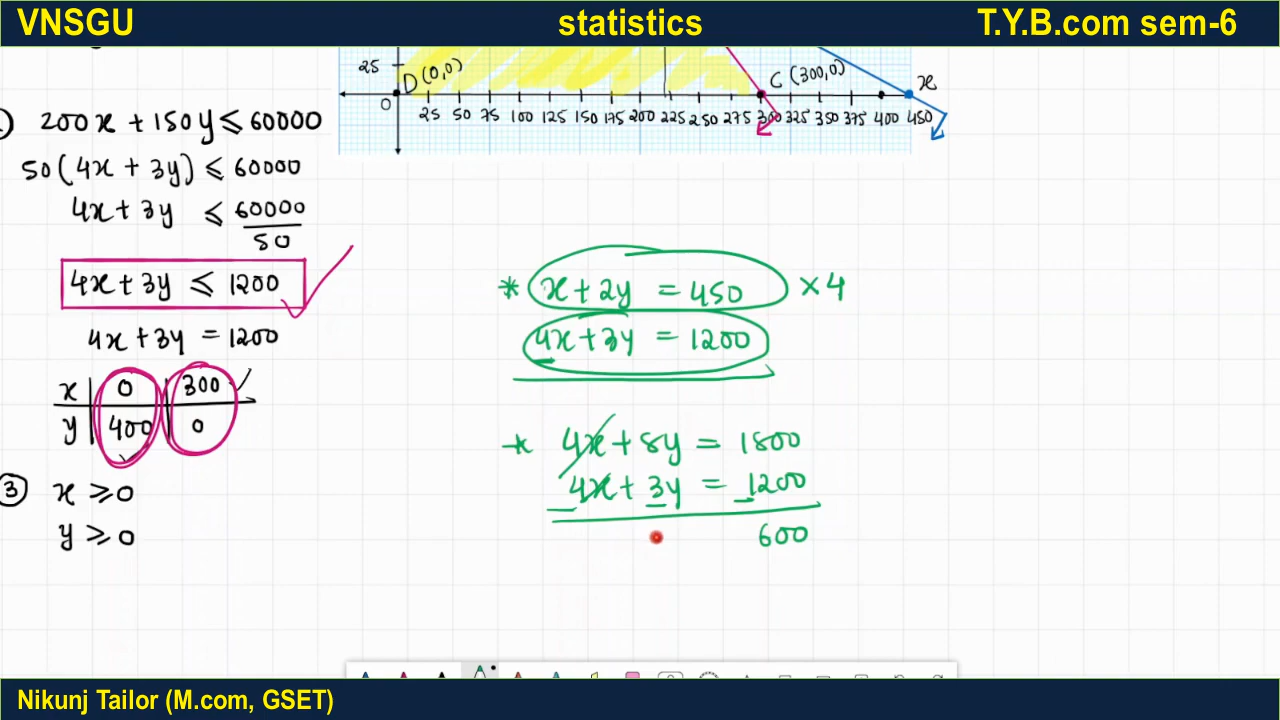 VNSGU statistics T.Y.B.com sem-6
25
D(0,0) C (300,0) x
0 25 50 75 100 125 150 175 200 225 250 275 300 325 350 375 400 450
200x + 150y ≤ 60000
50(4x + 3y) ≤ 60000
4x + 3y ≤ 60000/50
4x + 3y ≤ 1200
4x + 3y = 1200
x | 0 | 300
y | 400 | 0
③ x ≥ 0
y ≥ 0
* x + 2y = 450 × 4
4x + 3y = 1200
* 4x + 8y = 1800
4x + 3y = 1200
600
Nikunj Tailor (M.com, GSET)